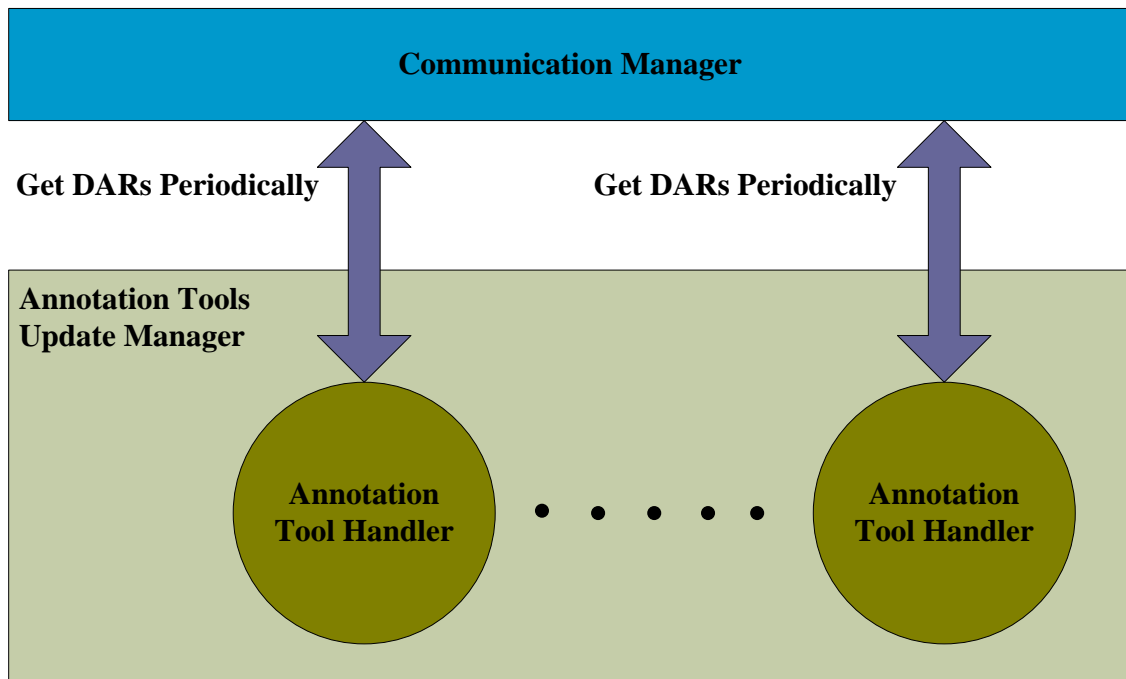 Communication Manager
Get DARs Periodically
Get DARs Periodically
Annotation Tools
Update Manager
Annotation
Tool Handler
Annotation
Tool Handler